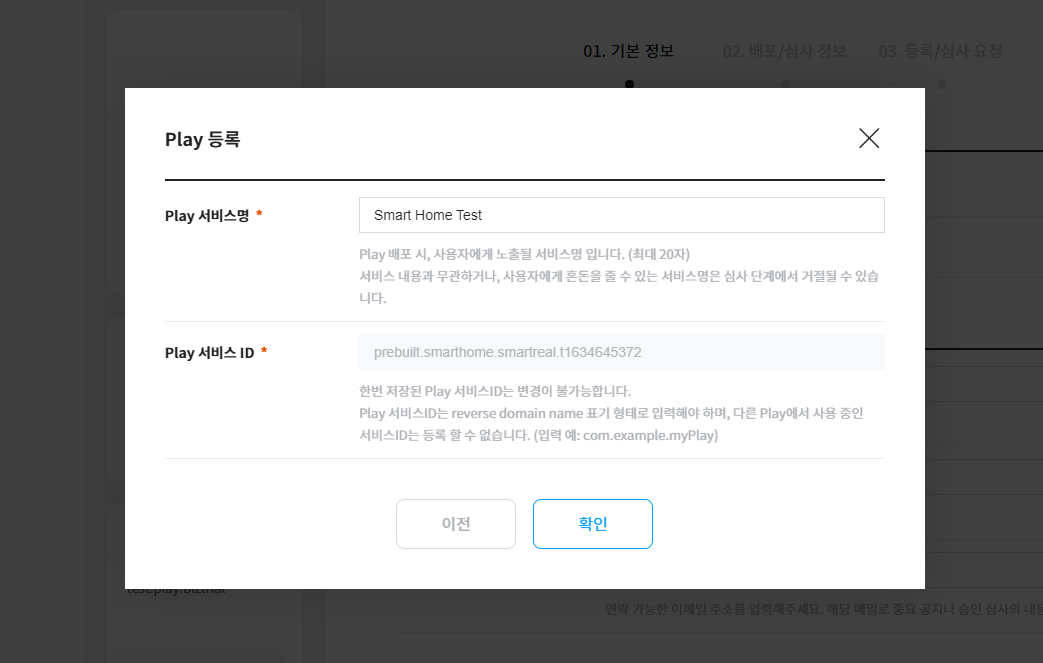 01. 기본 정보
02. 배포/심사 정보
03. 등록/심사 요청
Play 등록
Play 서비스명 *
Smart Home Test
Play 배포 시, 사용자에게 노출될 서비스명 입니다. (최대 20자)
서비스 내용과 무관하거나, 사용자에게 혼돈을 줄 수 있는 서비스명은 심사 단계에서 거절될 수 있습
니다.
Play 서비스 ID *
prebuilt.smarthome.smartreal.t1634645372
한번 저장된 Play 서비스ID는 변경이 불가능합니다.
Play 서비스ID는 reverse domain name 표기 형태로 입력해야 하며, 다른 Play에서 사용 중인
서비스ID는 등록 할 수 없습니다. (입력 예: com.example.myPlay)
이전
확인
test.play.biztrial
연락 가능한 이메일 주소를 입력해주세요. 해당 메일로 중요 공지나 승인 심사의 내용